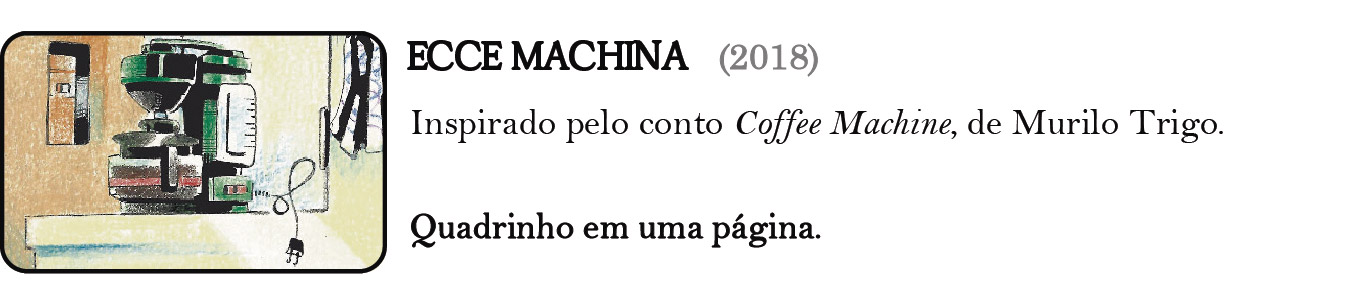 ECCE MACHINA (2018)
Inspirado pelo conto Coffee Machine, de Murilo Trigo.
Quadrinho em uma página.